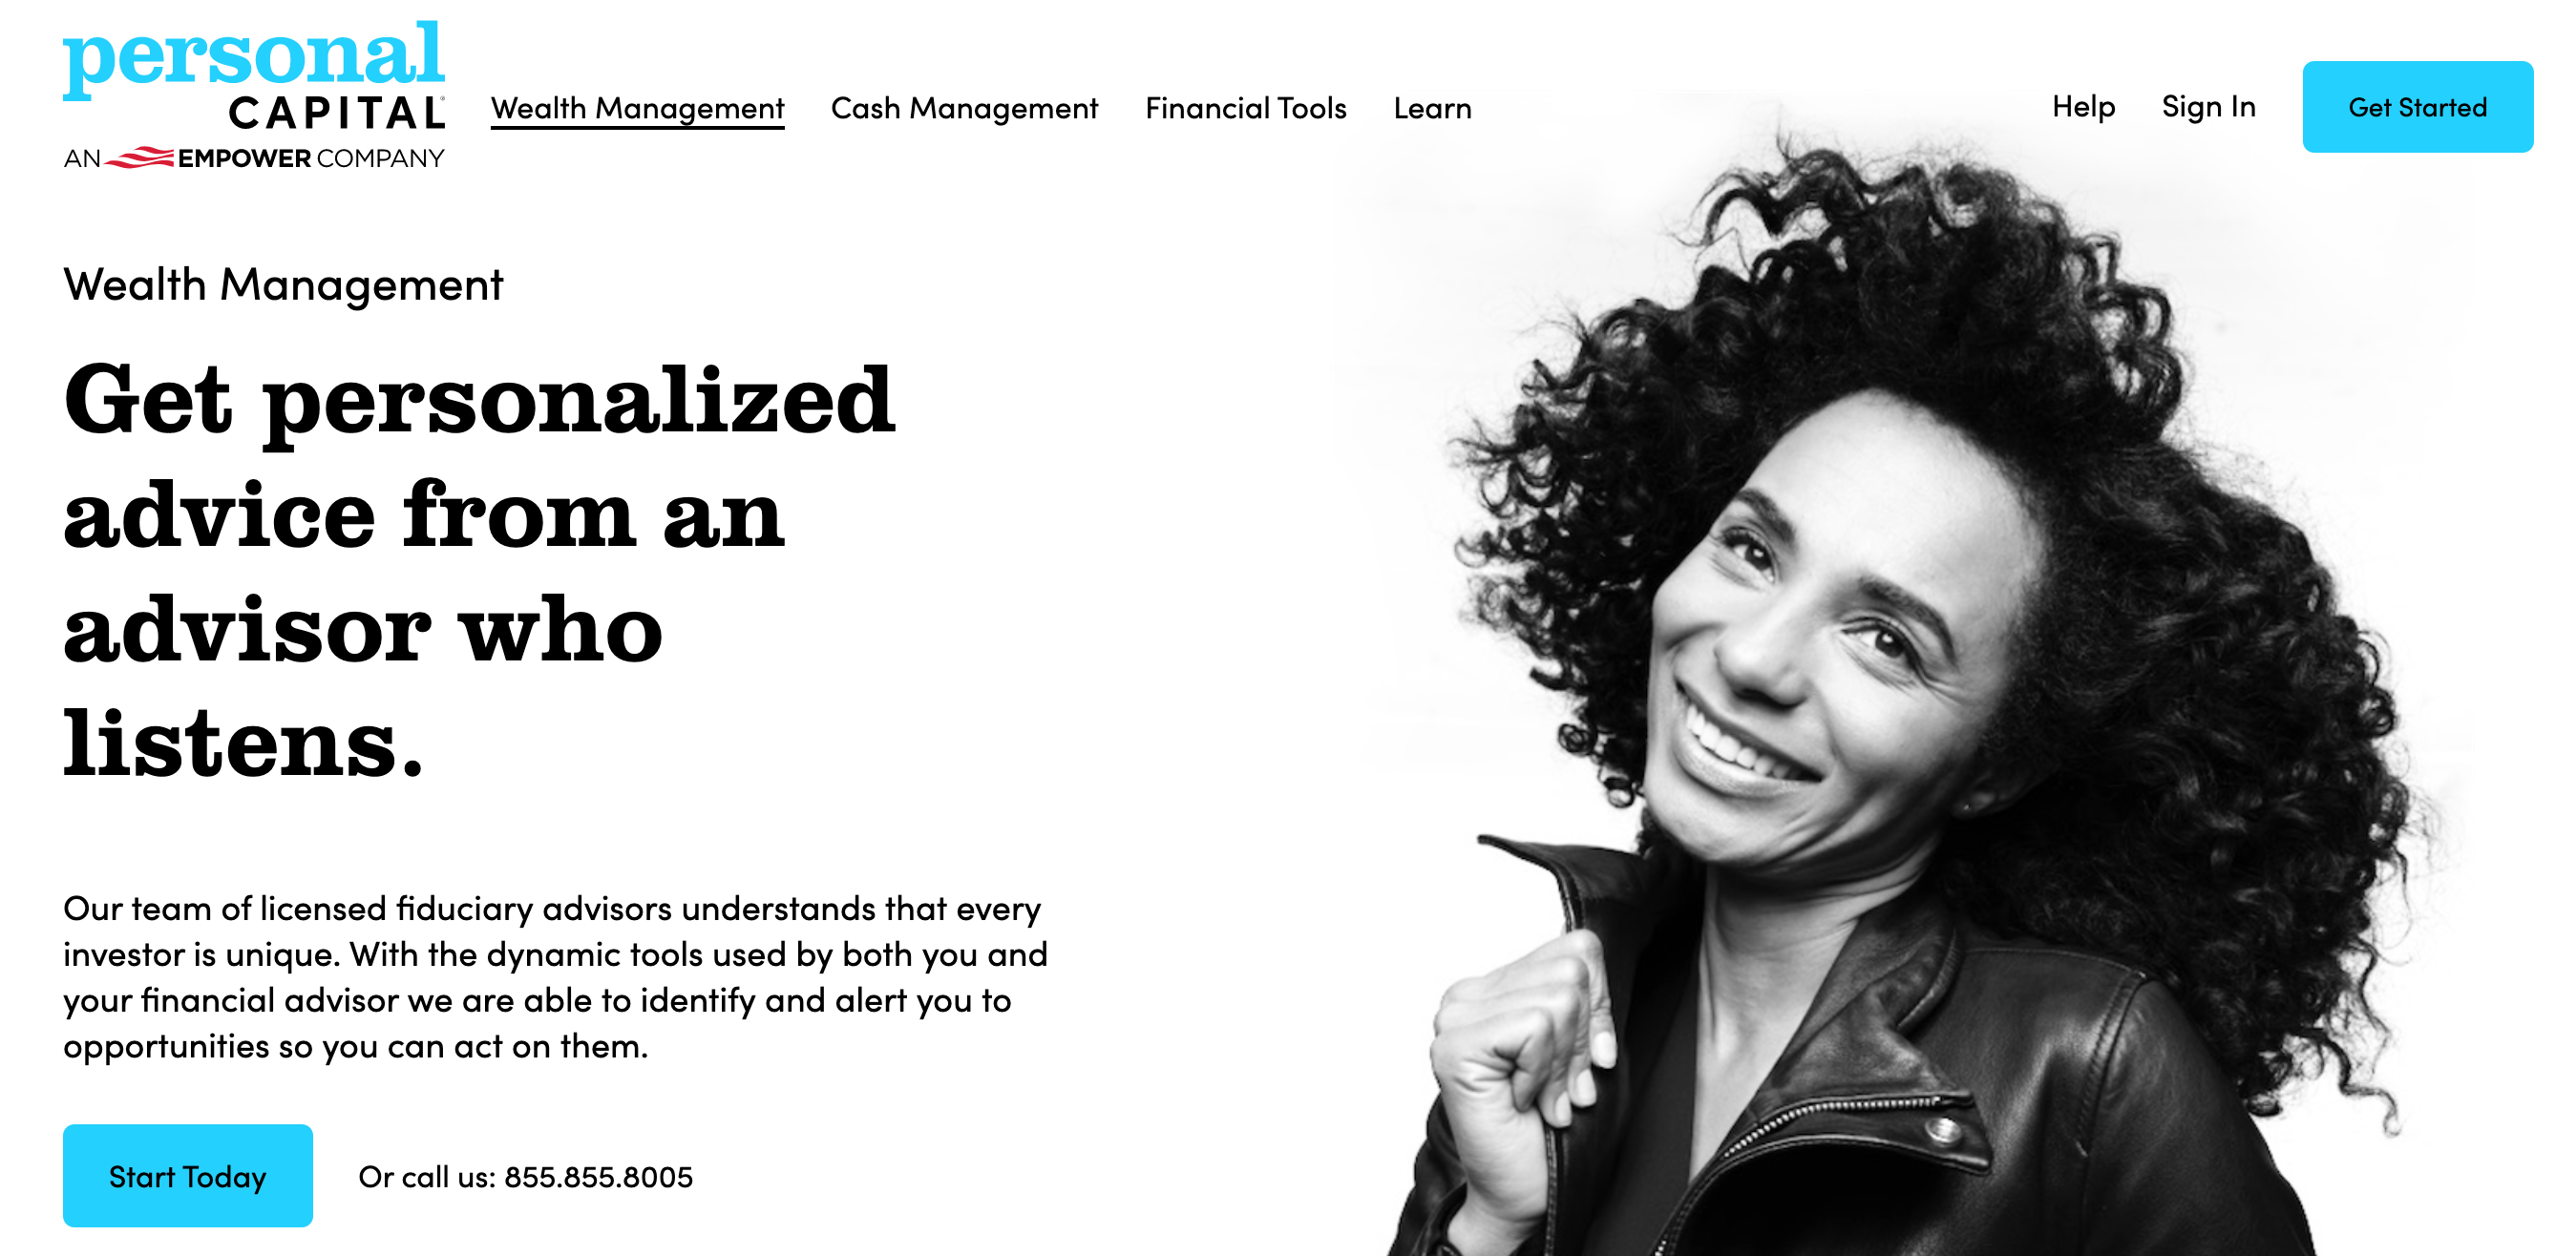 personal
CAPITAL
AN EMPOWER COMPANY
Wealth Management
Cash Management
Financial Tools
Learn
Help
Sign In
Get Started
Wealth Management
Get personalized
advice from an
advisor who
listens.
Our team of licensed fiduciary advisors understands that every
investor is unique. With the dynamic tools used by both you and
your financial advisor we are able to identify and alert you to
opportunities so you can act on them.
Start Today
Or call us: 855.855.8005